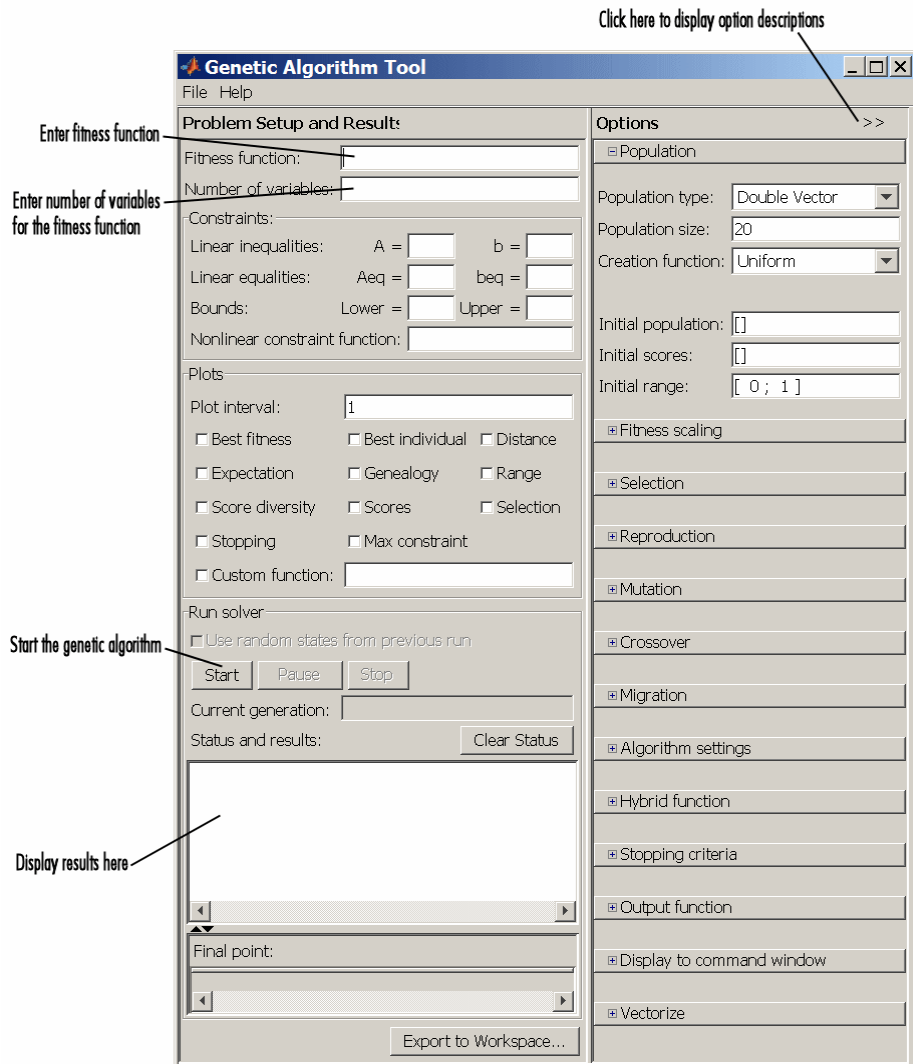 Click here to display option descriptions
Genetic Algorithm Tool
File Help
Problem Setup and Results
Enter fitness function
Fitness function:
Number of variables:
Enter number of variables
for the fitness function
Constraints:
Linear inequalities: A = b =
Linear equalities: Aeq = beq =
Bounds: Lower = Upper =
Nonlinear constraint function:
Plots
Plot interval: 1
Best fitness Best individual Distance
Expectation Genealogy Range
Score diversity Scores Selection
Stopping Max constraint
Custom function:
Run solver
Use random states from previous run
Start the genetic algorithm
Start Pause Stop
Current generation:
Status and results: Clear Status
Display results here
Final point:
Export to Workspace...
Options >>
Population
Population type: Double Vector
Population size: 20
Creation function: Uniform
Initial population: []
Initial scores: []
Initial range: [ 0 ; 1 ]
Fitness scaling
Selection
Reproduction
Mutation
Crossover
Migration
Algorithm settings
Hybrid function
Stopping criteria
Output function
Display to command window
Vectorize